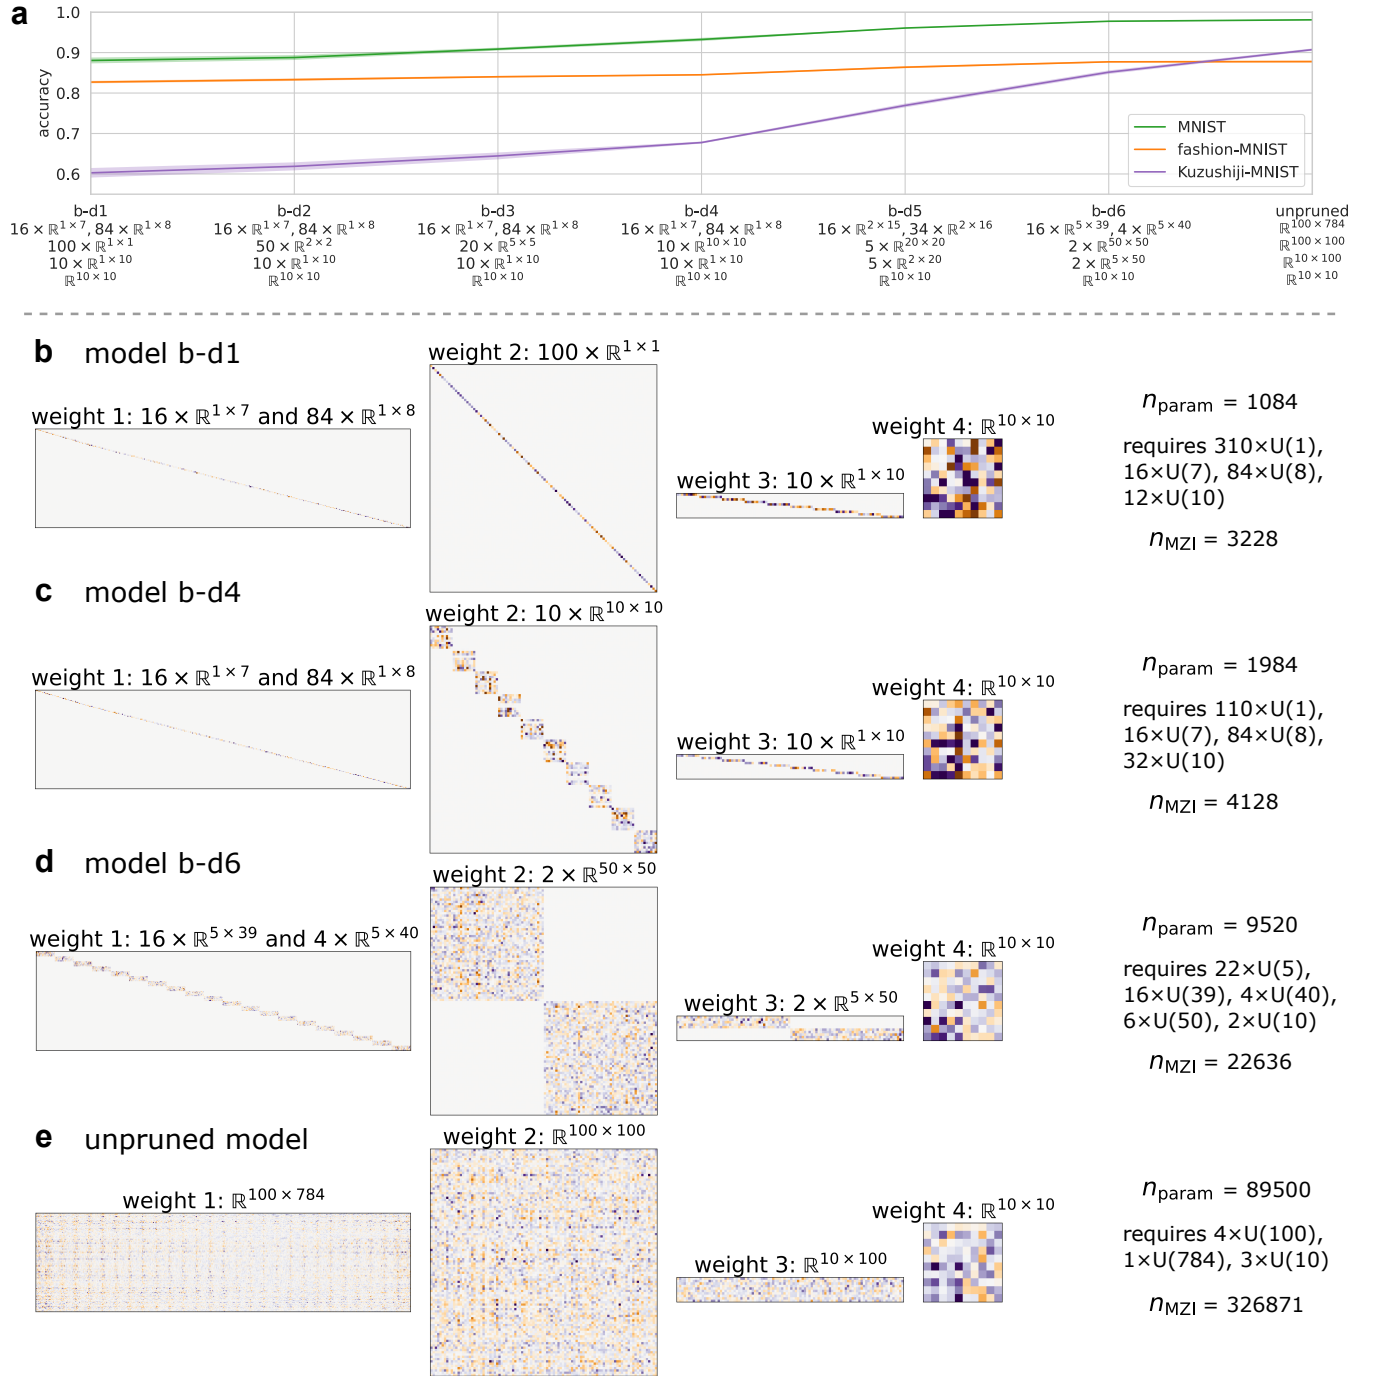 a
1.0
0.9
0.8
0.7
0.6
accuracy
MNIST
fashion-MNIST
Kuzushiji-MNIST
b-d1
16 × ℝ^{1×7}, 84 × ℝ^{1×8}
100 × ℝ^{1×1}
10 × ℝ^{1×10}
ℝ^{10×10}
b-d2
16 × ℝ^{1×7}, 84 × ℝ^{1×8}
50 × ℝ^{2×2}
10 × ℝ^{1×10}
ℝ^{10×10}
b-d3
16 × ℝ^{1×7}, 84 × ℝ^{1×8}
20 × ℝ^{5×5}
10 × ℝ^{1×10}
ℝ^{10×10}
b-d4
16 × ℝ^{1×7}, 84 × ℝ^{1×8}
10 × ℝ^{10×10}
10 × ℝ^{1×10}
ℝ^{10×10}
b-d5
16 × ℝ^{2×15}, 34 × ℝ^{2×16}
5 × ℝ^{20×20}
5 × ℝ^{2×20}
ℝ^{10×10}
b-d6
16 × ℝ^{5×39}, 4 × ℝ^{5×40}
2 × ℝ^{50×50}
2 × ℝ^{5×50}
ℝ^{10×10}
unpruned
ℝ^{100×784}
ℝ^{100×100}
ℝ^{10×100}
ℝ^{10×10}
b model b-d1
weight 1: 16 × ℝ^{1×7} and 84 × ℝ^{1×8}
weight 2: 100 × ℝ^{1×1}
weight 3: 10 × ℝ^{1×10}
weight 4: ℝ^{10×10}
n_param = 1084
requires 310×U(1),
16×U(7), 84×U(8),
12×U(10)
n_MZI = 3228
c model b-d4
weight 1: 16 × ℝ^{1×7} and 84 × ℝ^{1×8}
weight 2: 10 × ℝ^{10×10}
weight 3: 10 × ℝ^{1×10}
weight 4: ℝ^{10×10}
n_param = 1984
requires 110×U(1),
16×U(7), 84×U(8),
32×U(10)
n_MZI = 4128
d model b-d6
weight 1: 16 × ℝ^{5×39} and 4 × ℝ^{5×40}
weight 2: 2 × ℝ^{50×50}
weight 3: 2 × ℝ^{5×50}
weight 4: ℝ^{10×10}
n_param = 9520
requires 22×U(5),
16×U(39), 4×U(40),
6×U(50), 2×U(10)
n_MZI = 22636
e unpruned model
weight 1: ℝ^{100×784}
weight 2: ℝ^{100×100}
weight 3: ℝ^{10×100}
weight 4: ℝ^{10×10}
n_param = 89500
requires 4×U(100),
1×U(784), 3×U(10)
n_MZI = 326871